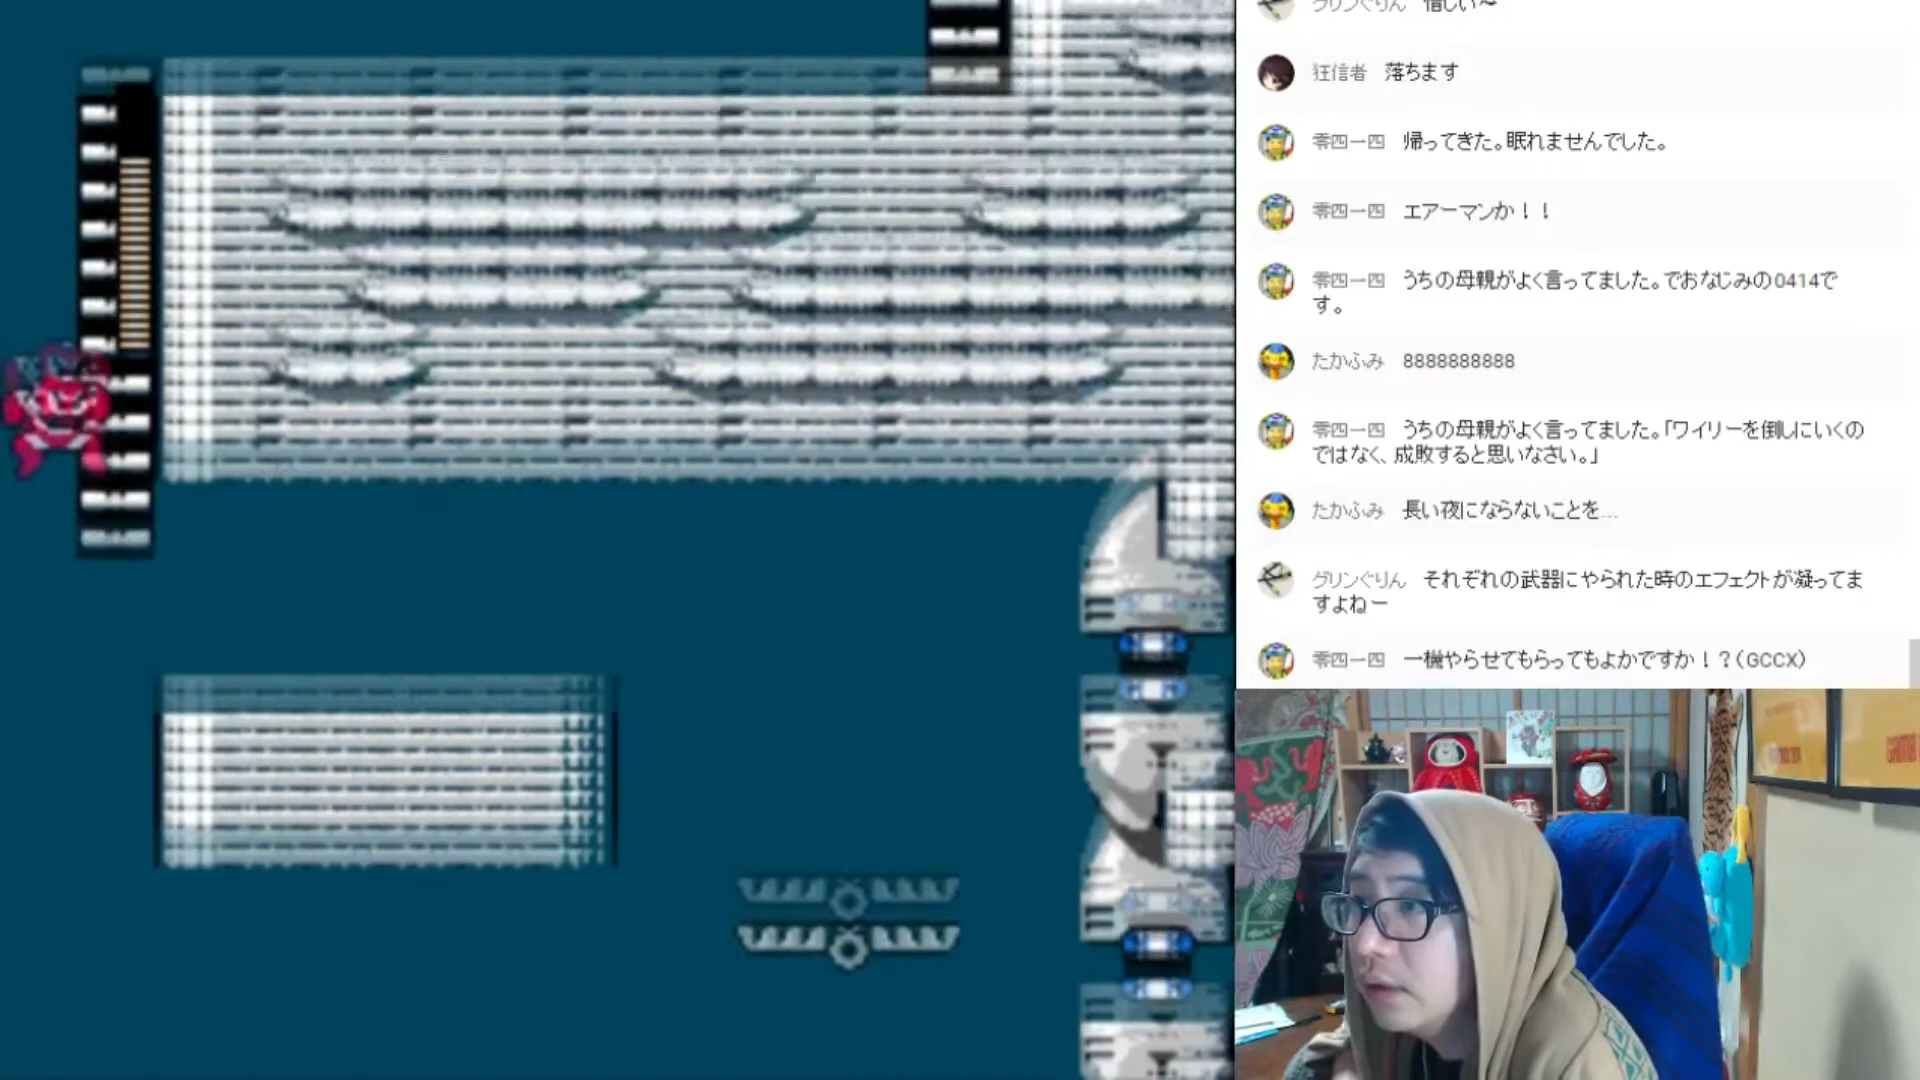 グリンぐりん 惜しい～
狂信者 落ちます
零四一四 帰ってきた。眠れませんでした。
零四一四 エアーマンか！！
零四一四 うちの母親がよく言ってました。でおなじみの0414で
す。
たかふみ 8888888888
零四一四 うちの母親がよく言ってました。「ワイリーを倒しにいくの
ではなく、成敗すると思いなさい。」
たかふみ 長い夜にならないことを...
グリンぐりん それぞれの武器にやられた時のエフェクトが凝ってま
すよねー
零四一四 一機やらせてもらってもよかですか！？（GCCX）